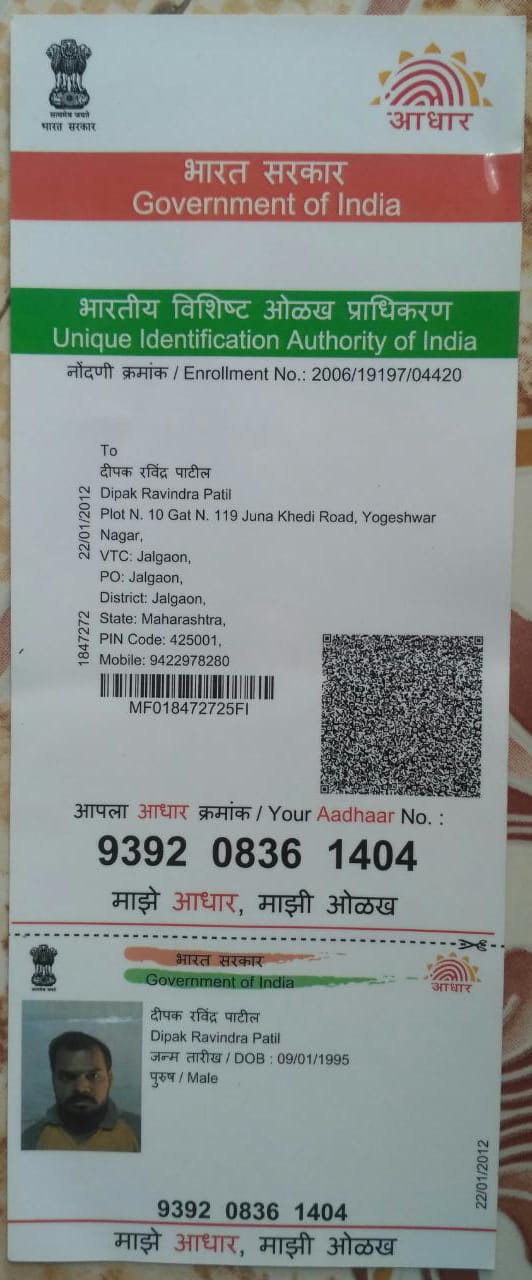 सत्यमेव जयते
भारत सरकार
आधार
भारत सरकार
Government of India
भारतीय विशिष्ट ओळख प्राधिकरण
Unique Identification Authority of India
नोंदणी क्रमांक / Enrollment No.: 2006/19197/04420
To
दीपक रविंद्र पाटील
Dipak Ravindra Patil
Plot N. 10 Gat N. 119 Juna Khedi Road, Yogeshwar
Nagar,
VTC: Jalgaon,
PO: Jalgaon,
District: Jalgaon,
State: Maharashtra,
PIN Code: 425001,
Mobile: 9422978280
22/01/2012
1847272
MF018472725FI
आपला आधार क्रमांक / Your Aadhaar No. :
9392 0836 1404
माझे आधार, माझी ओळख
भारत सरकार
Government of India
आधार
दीपक रविंद्र पाटील
Dipak Ravindra Patil
जन्म तारीख / DOB : 09/01/1995
पुरुष / Male
22/01/2012
9392 0836 1404
माझे आधार, माझी ओळख